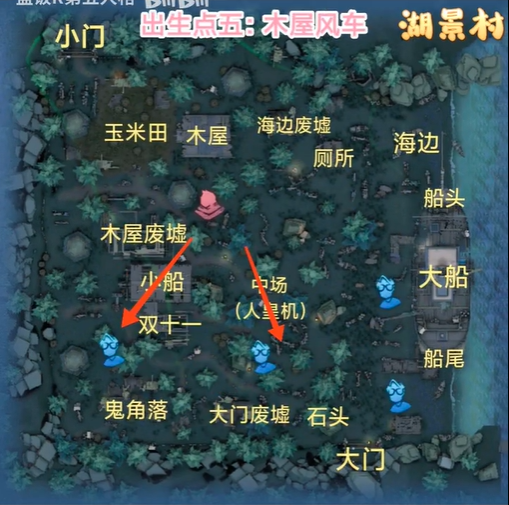 出生点五: 木屋风车
湖景村
小门
玉米田
木屋
海边废墟
厕所
海边
船头
木屋废墟
小船
中场
(人皇机)
大船
双十一
船尾
鬼角落
大门废墟
石头
大门